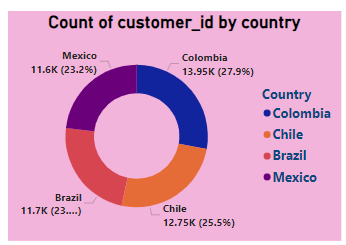 Count of customer_id by country
Mexico
11.6K (23.2%)
Colombia
13.95K (27.9%)
Country
Colombia
Chile
Brazil
Mexico
Brazil
11.7K (23....)
Chile
12.75K (25.5%)